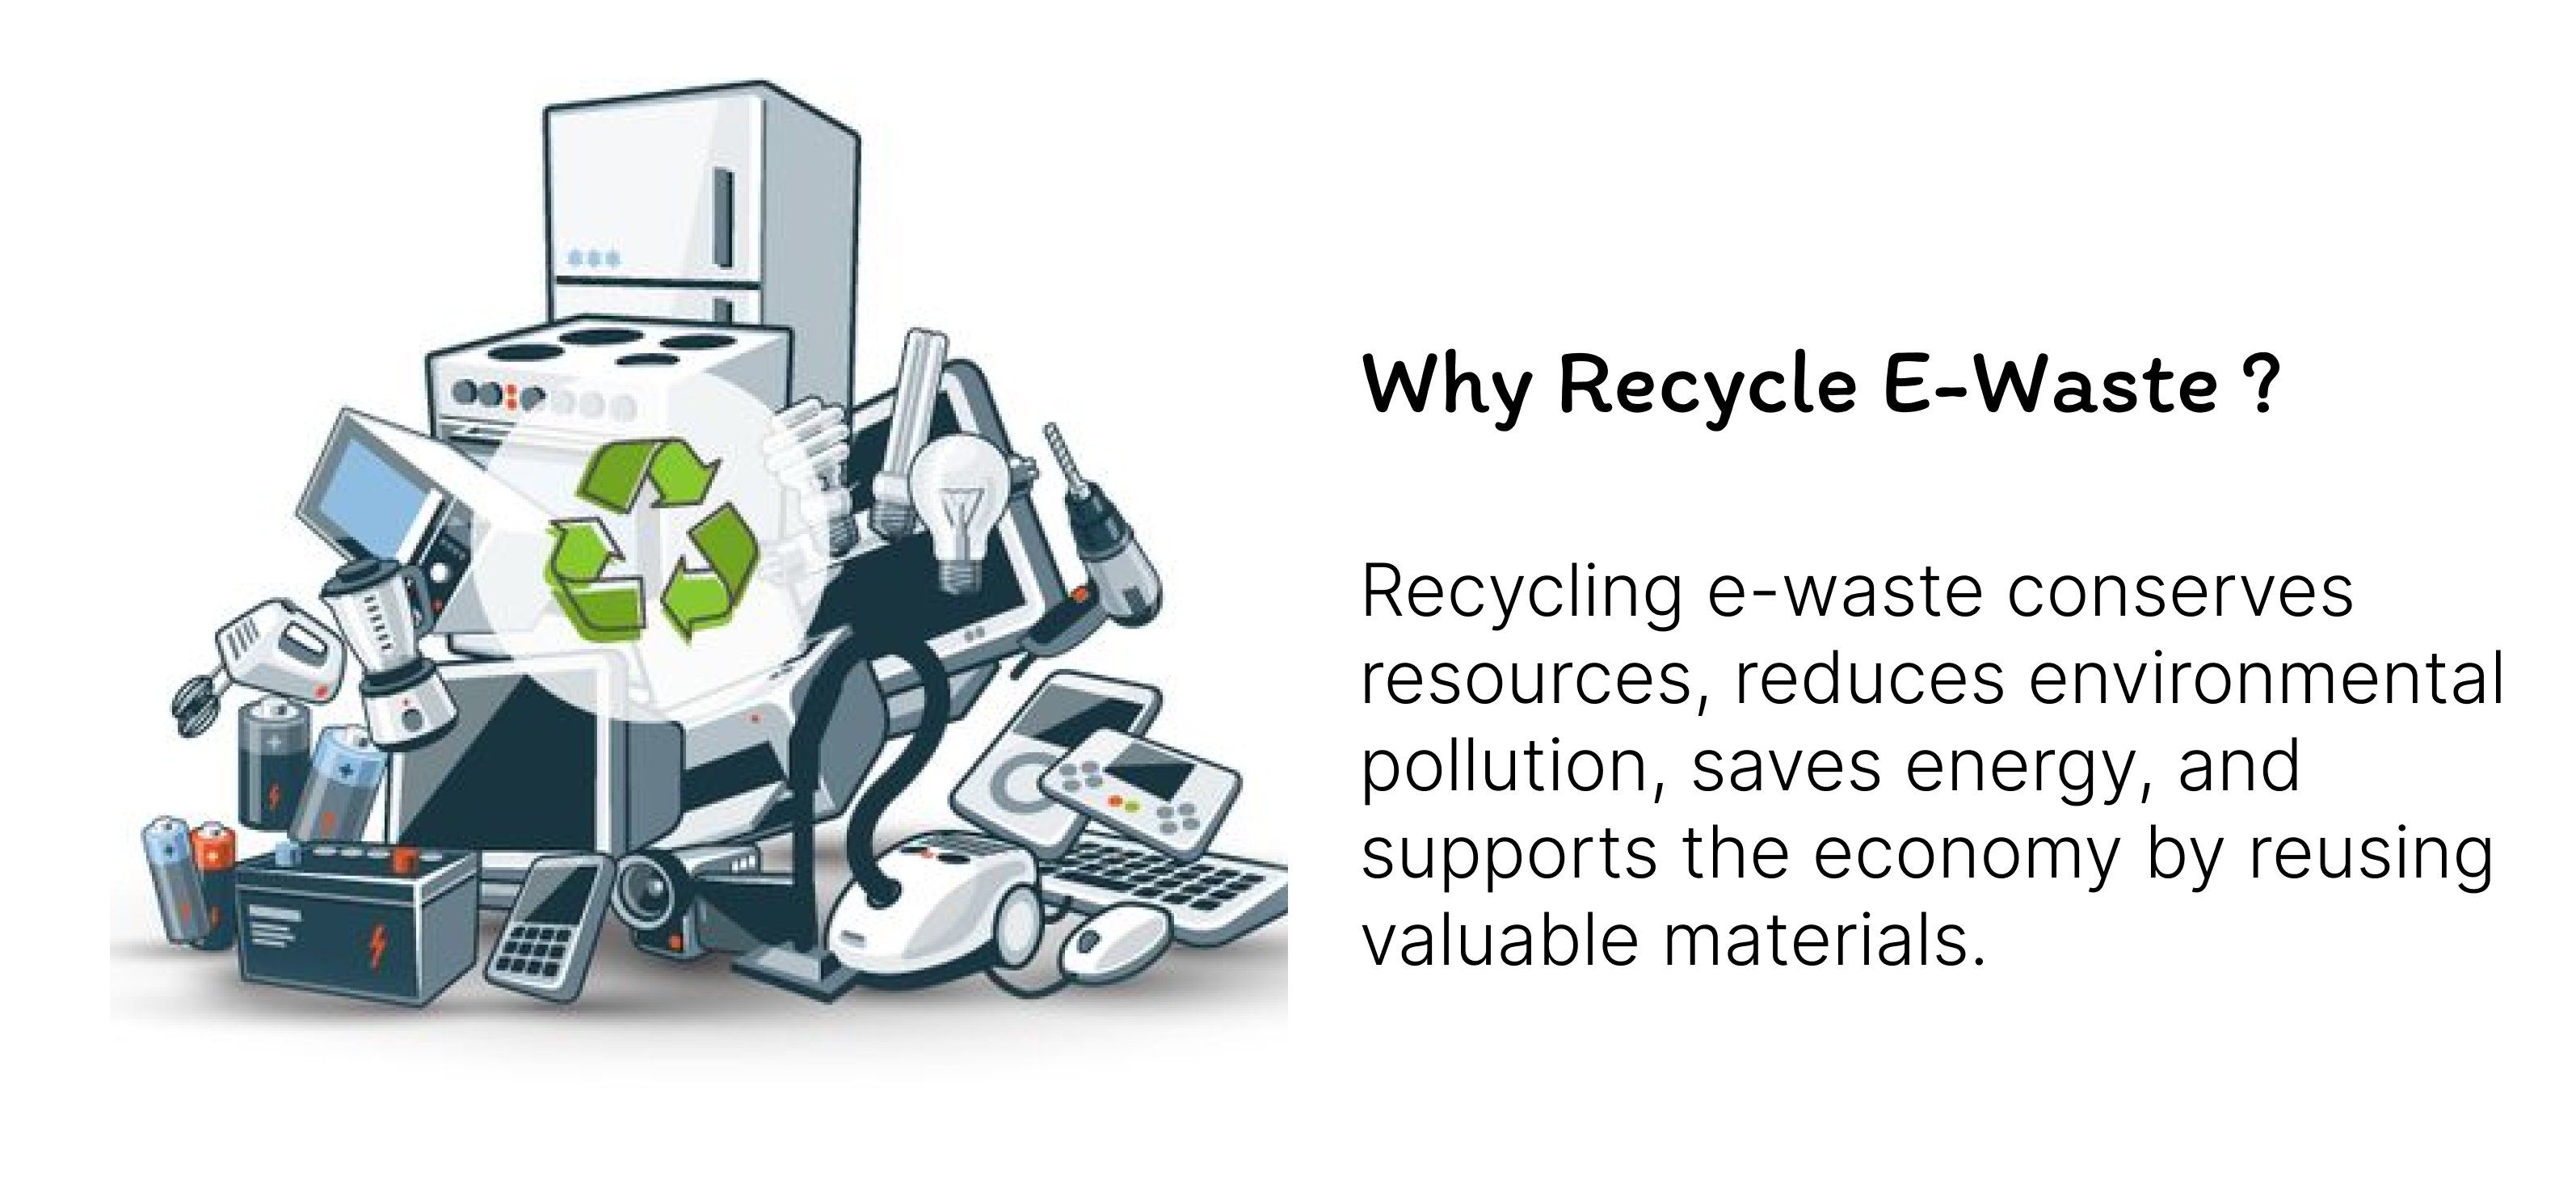 Why Recycle E-Waste ?
Recycling e-waste conserves
resources, reduces environmental
pollution, saves energy, and
supports the economy by reusing
valuable materials.